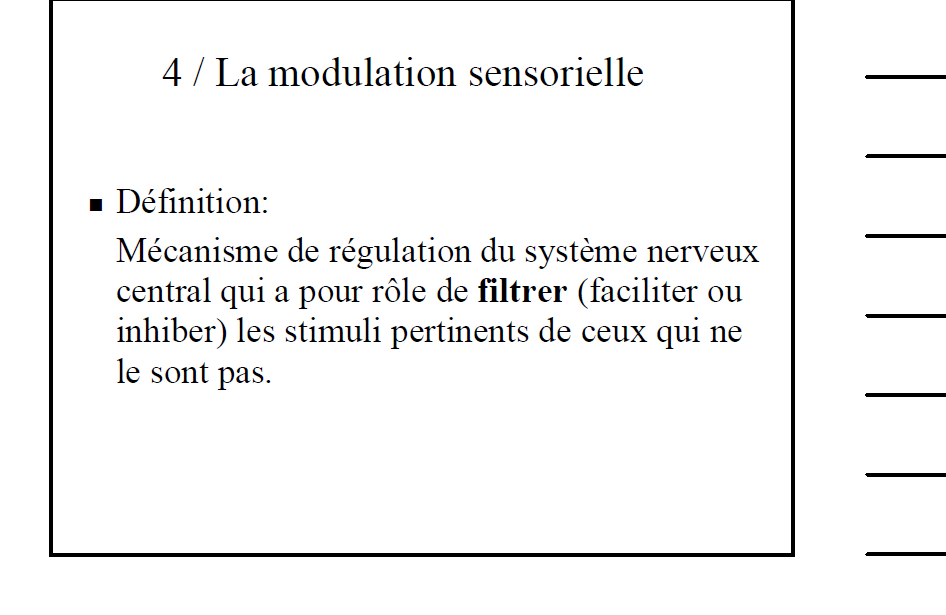 4 / La modulation sensorielle
▪ Définition:
Mécanisme de régulation du système nerveux
central qui a pour rôle de filtrer (faciliter ou
inhiber) les stimuli pertinents de ceux qui ne
le sont pas.